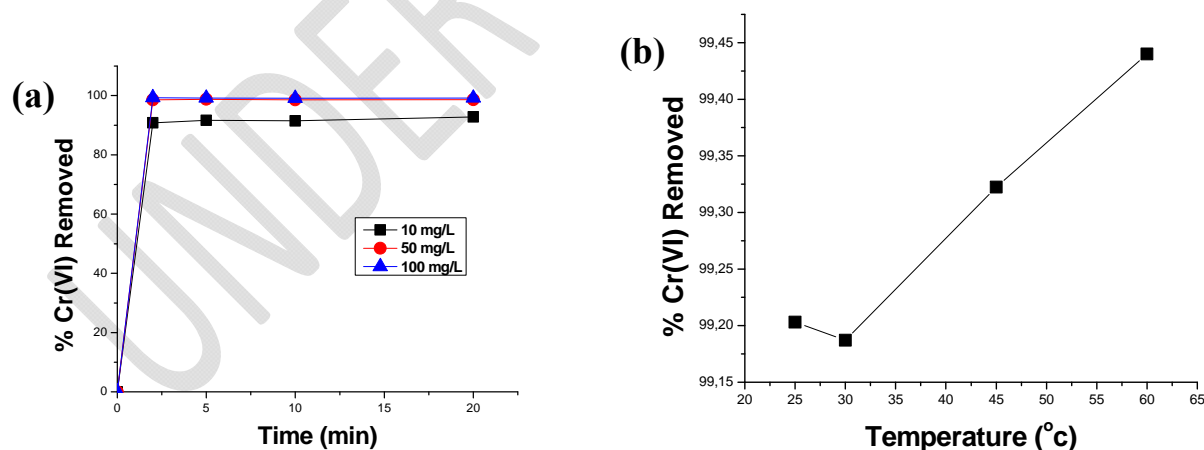 (a)
% Cr(VI) Removed
100
80
60
40
20
0
0 5 10 15 20
Time (min)
10 mg/L
50 mg/L
100 mg/L
UNDER
(b)
% Cr(VI) Removed
99,45
99,40
99,35
99,30
99,25
99,20
99,15
20 25 30 35 40 45 50 55 60 65
Temperature (°c)